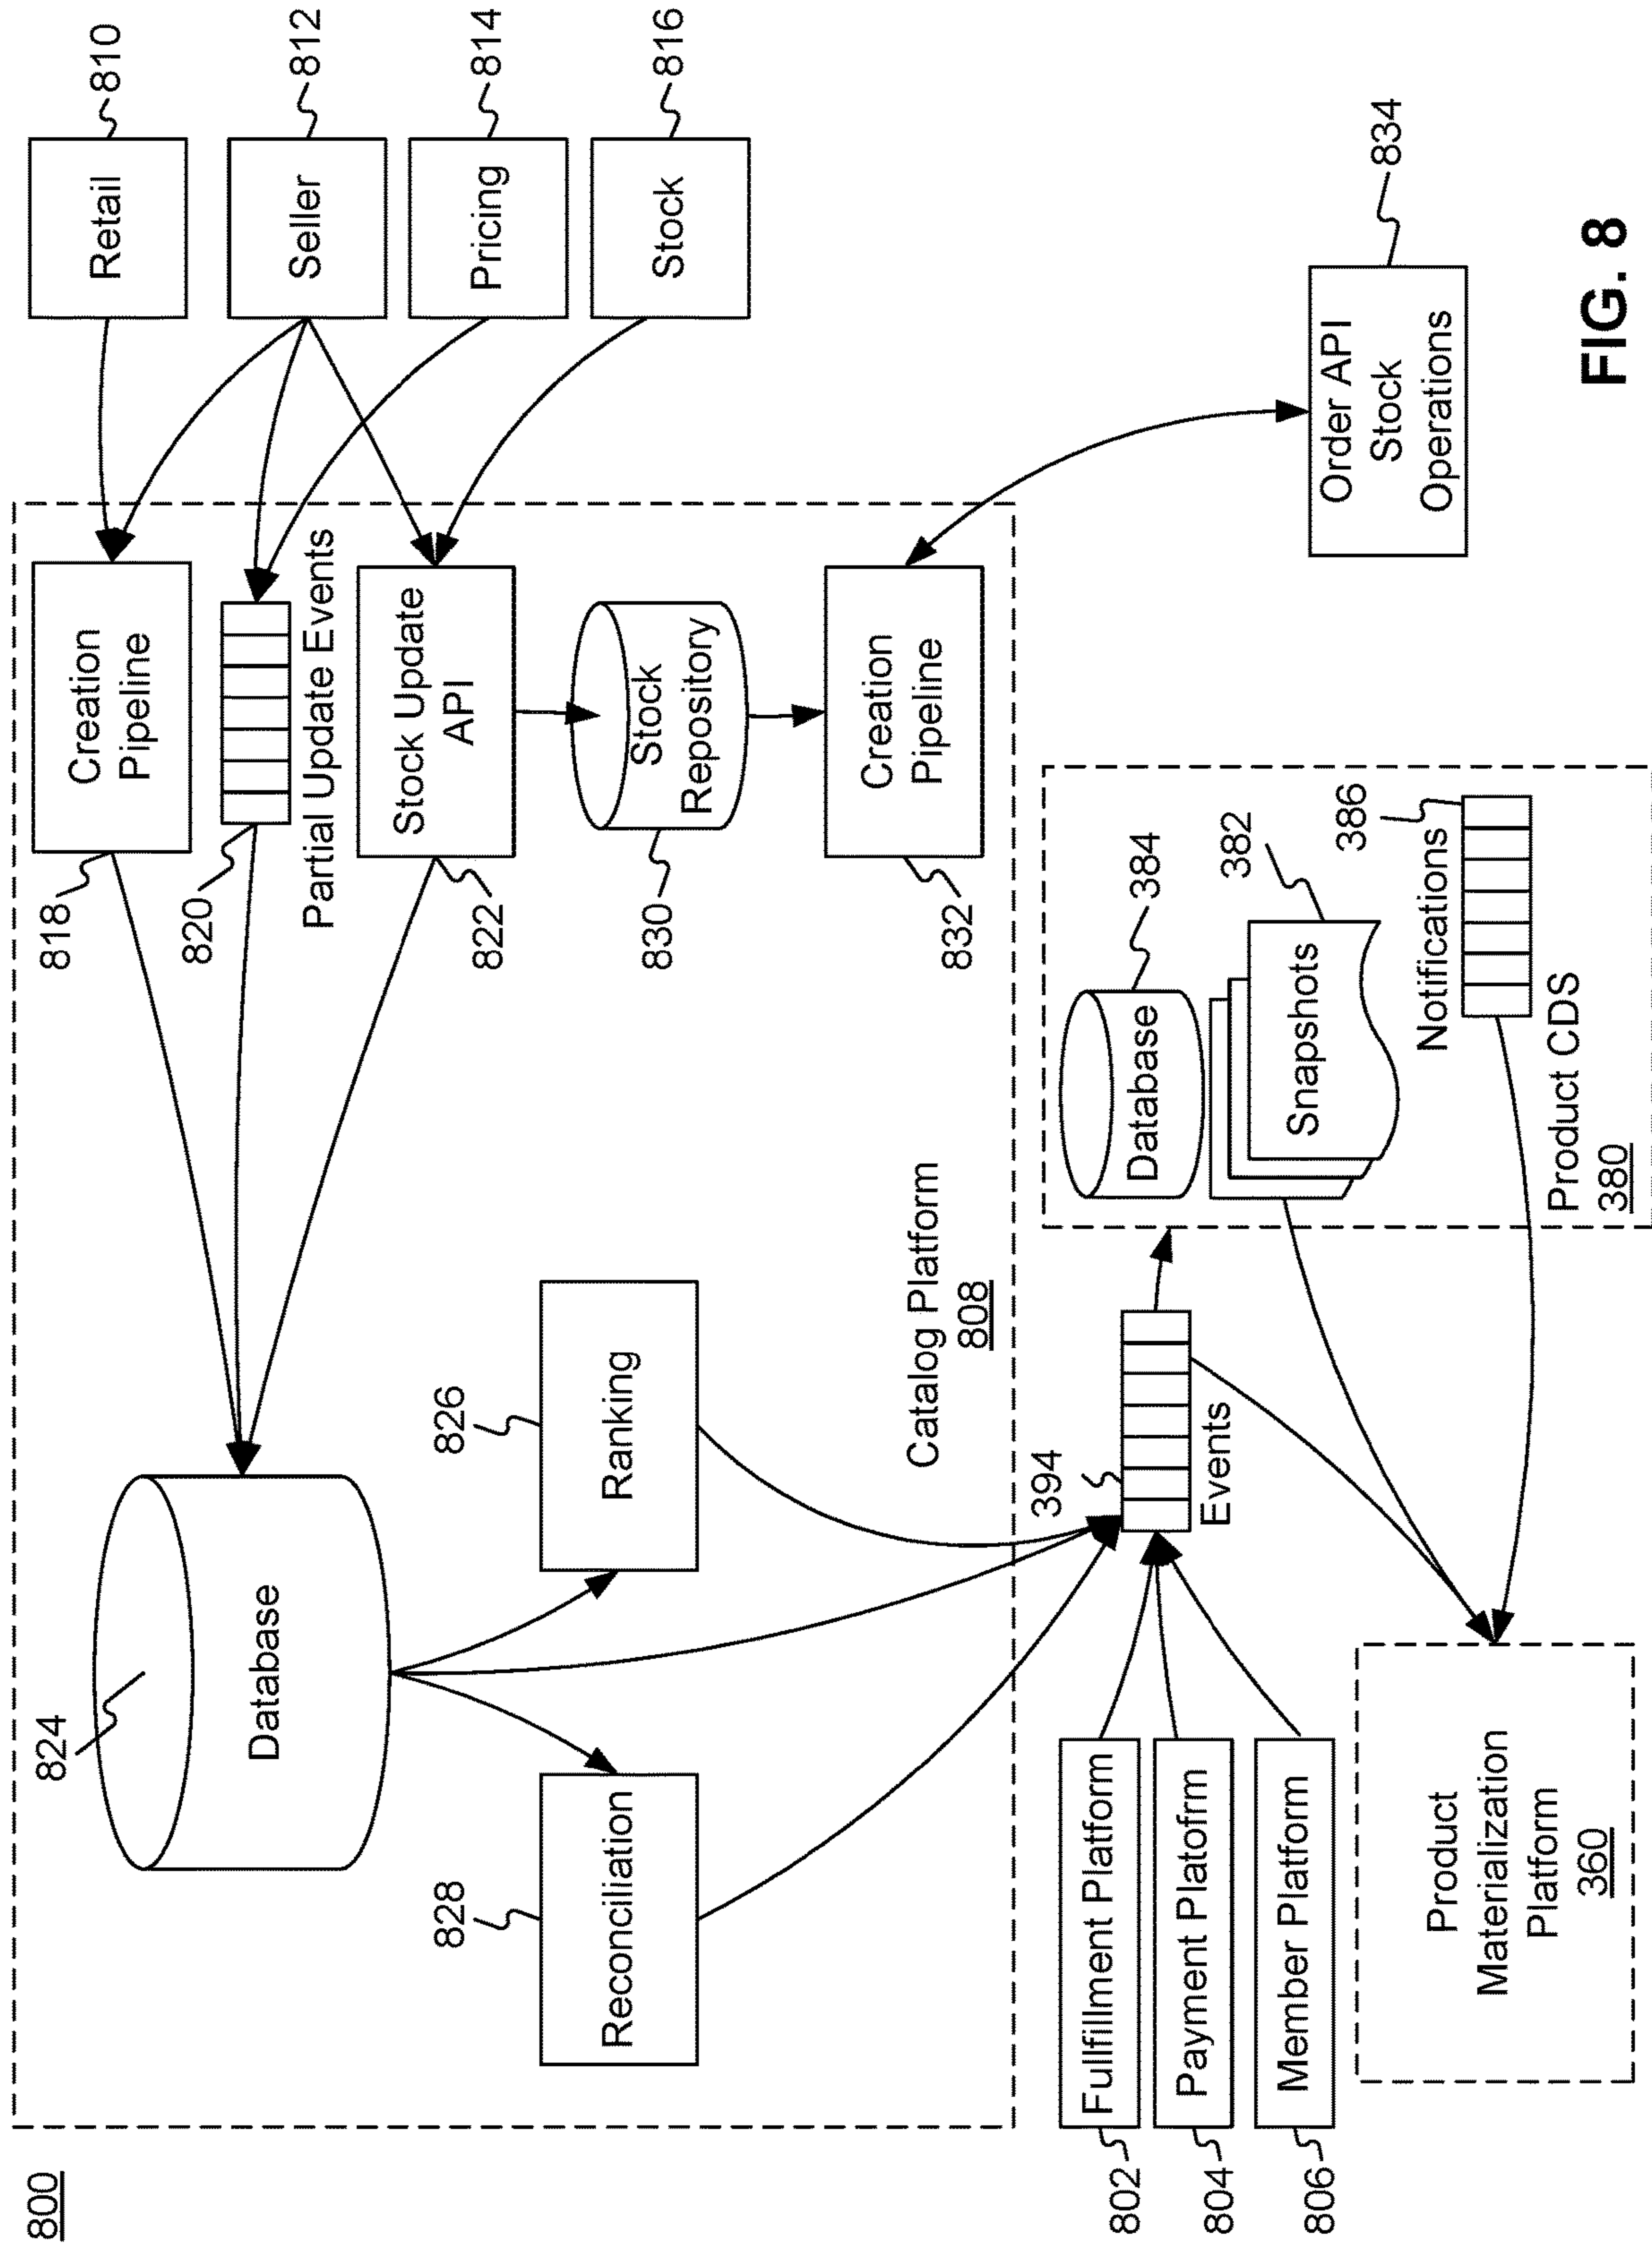 800
810
Retail
812
Seller
814
Pricing
816
Stock
818
Creation
Pipeline
820
Partial Update Events
822
Stock Update
API
830
Stock
Repository
832
Creation
Pipeline
824
Database
826
Ranking
828
Reconciliation
Catalog Platform
808
834
Order API
Stock
Operations
394
Events
802
Fullfillment Platform
804
Payment Platofrm
806
Member Platform
384
Database
382
Snapshots
386
Notifications
Product CDS
380
Product
Materialization
Platform
360
FIG. 8